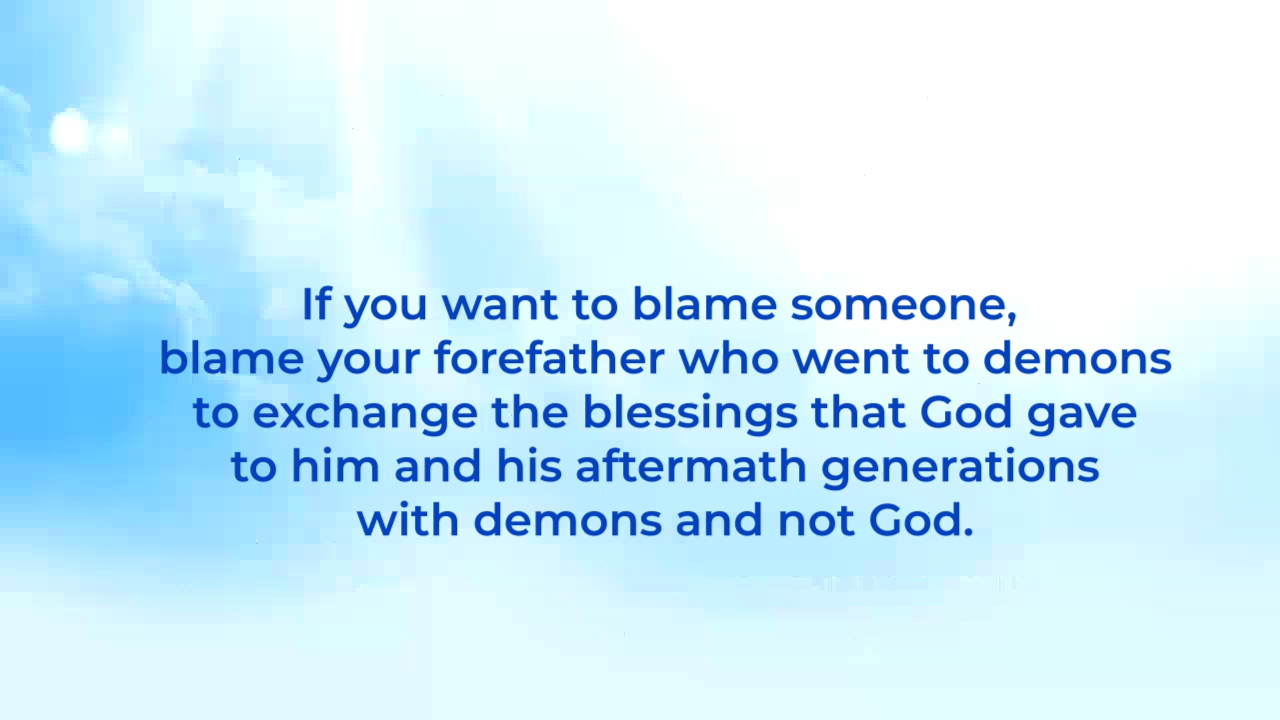 If you want to blame someone,
blame your forefather who went to demons
to exchange the blessings that God gave
to him and his aftermath generations
with demons and not God.